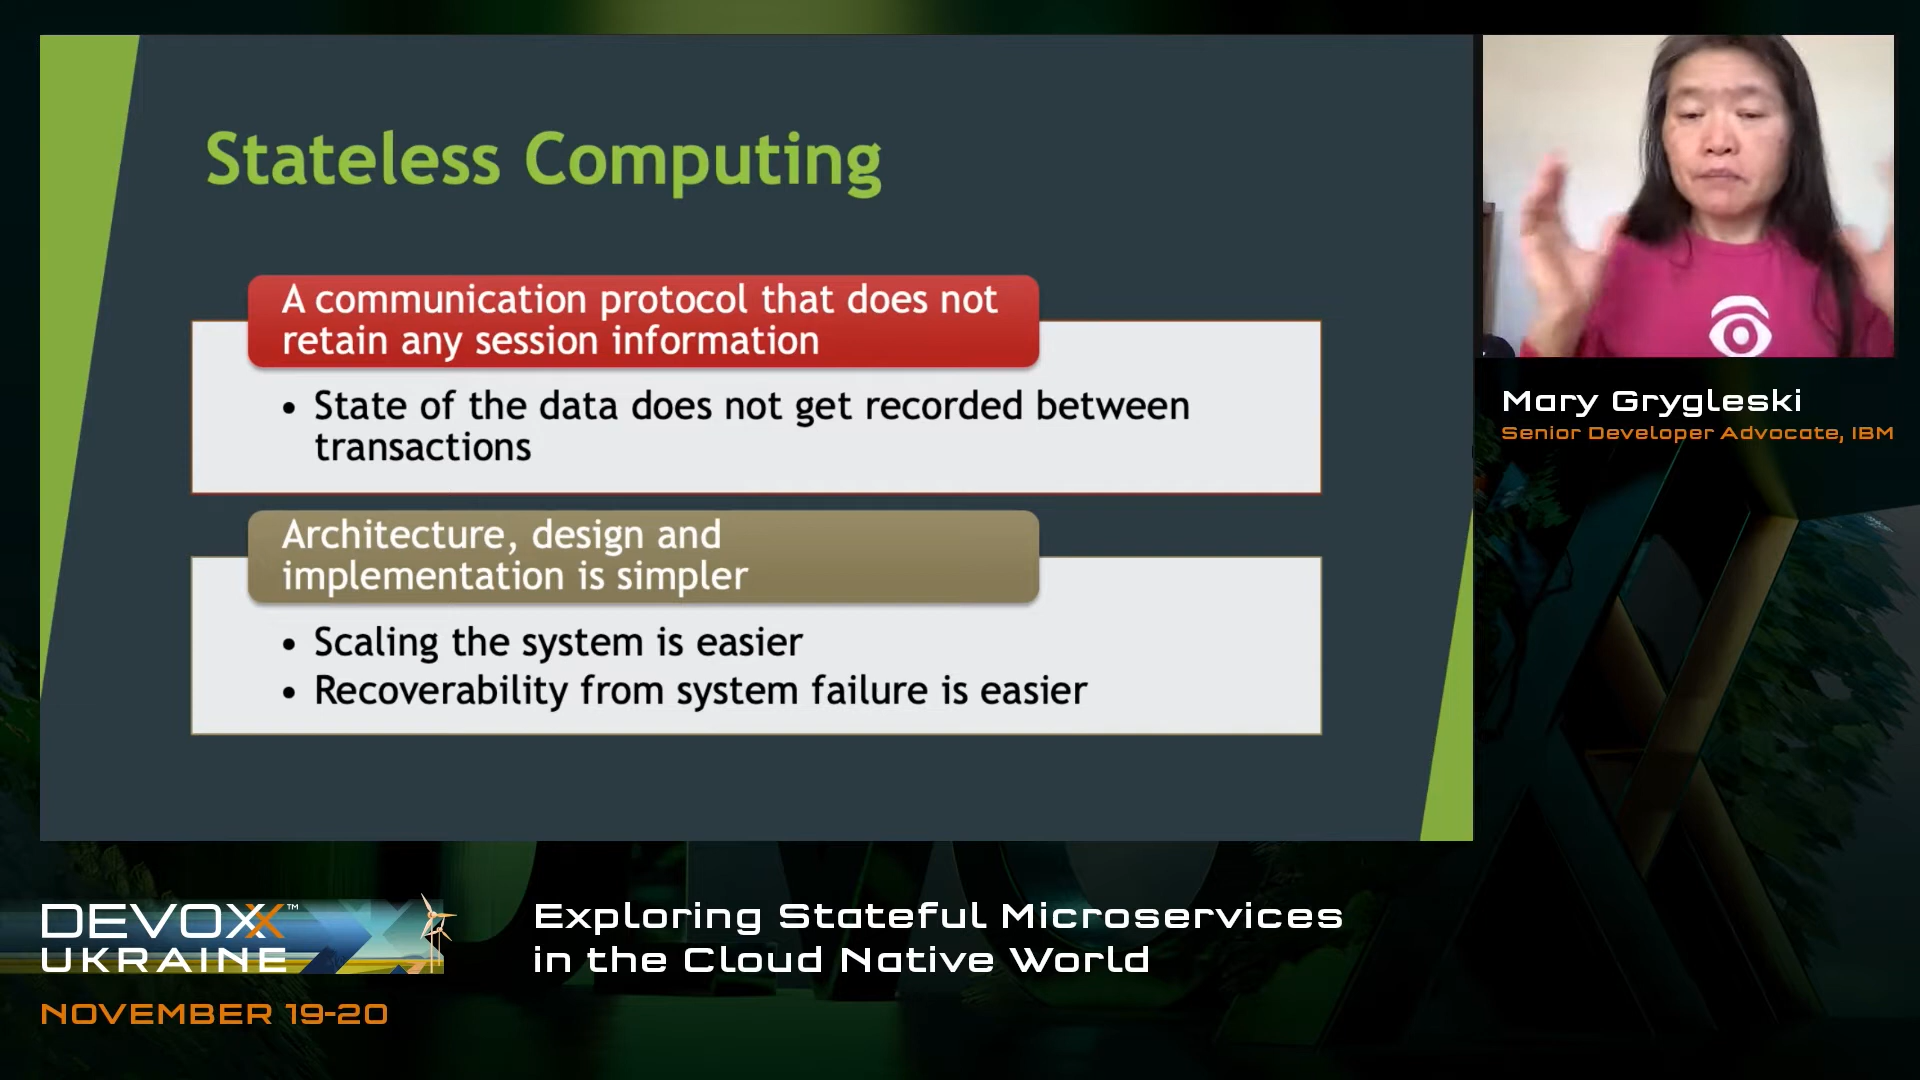 Stateless Computing
A communication protocol that does not
retain any session information
• State of the data does not get recorded between
transactions
Architecture, design and
implementation is simpler
• Scaling the system is easier
• Recoverability from system failure is easier
Mary Grygleski
Senior Developer Advocate, IBM
DEVOXX™
UKRAINE
NOVEMBER 19-20
Exploring Stateful Microservices
in the Cloud Native World